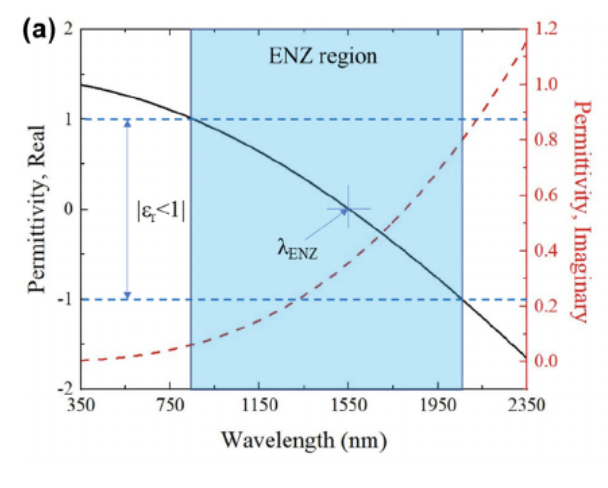 (a)
ENZ region
Permittivity, Real
2
1
0
-1
-2
|εᵣ<1|
λENZ
1.2
1.0
0.8
0.6
0.4
0.2
0.0
Permittivity, Imaginary
350 750 1150 1550 1950 2350
Wavelength (nm)